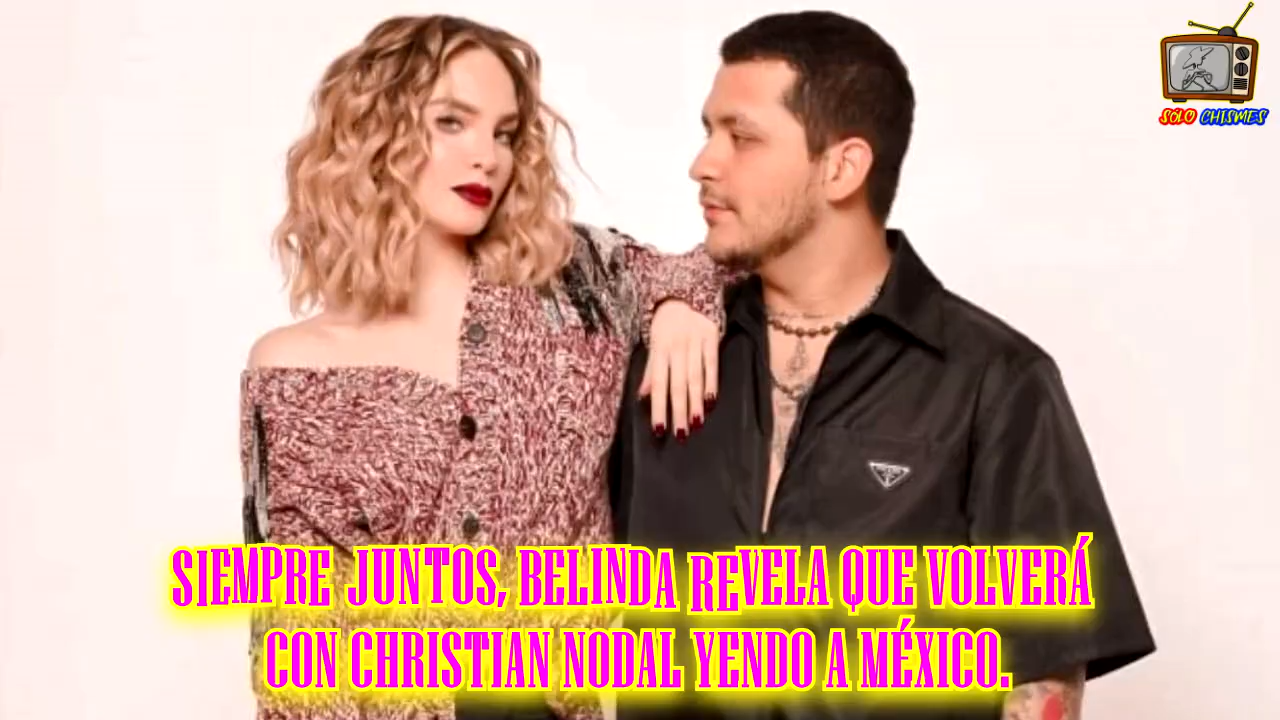 SOLO CHISMES
SIEMPRE JUNTOS, BELINDA REVELA QUE VOLVERÁ
CON CHRISTIAN NODAL YENDO A MÉXICO.